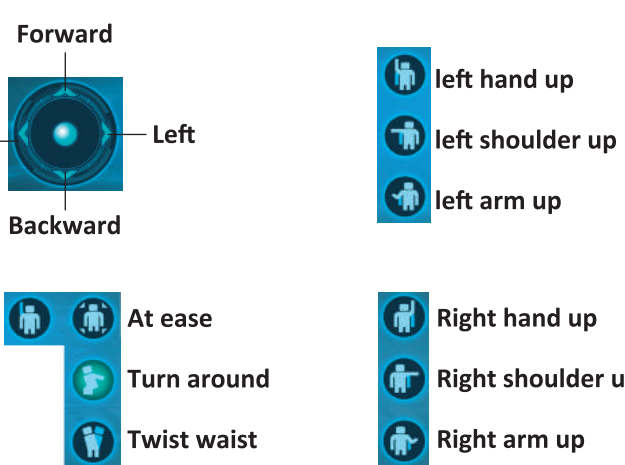 Forward
Left
Backward
left hand up
left shoulder up
left arm up
At ease
Turn around
Twist waist
Right hand up
Right shoulder u
Right arm up